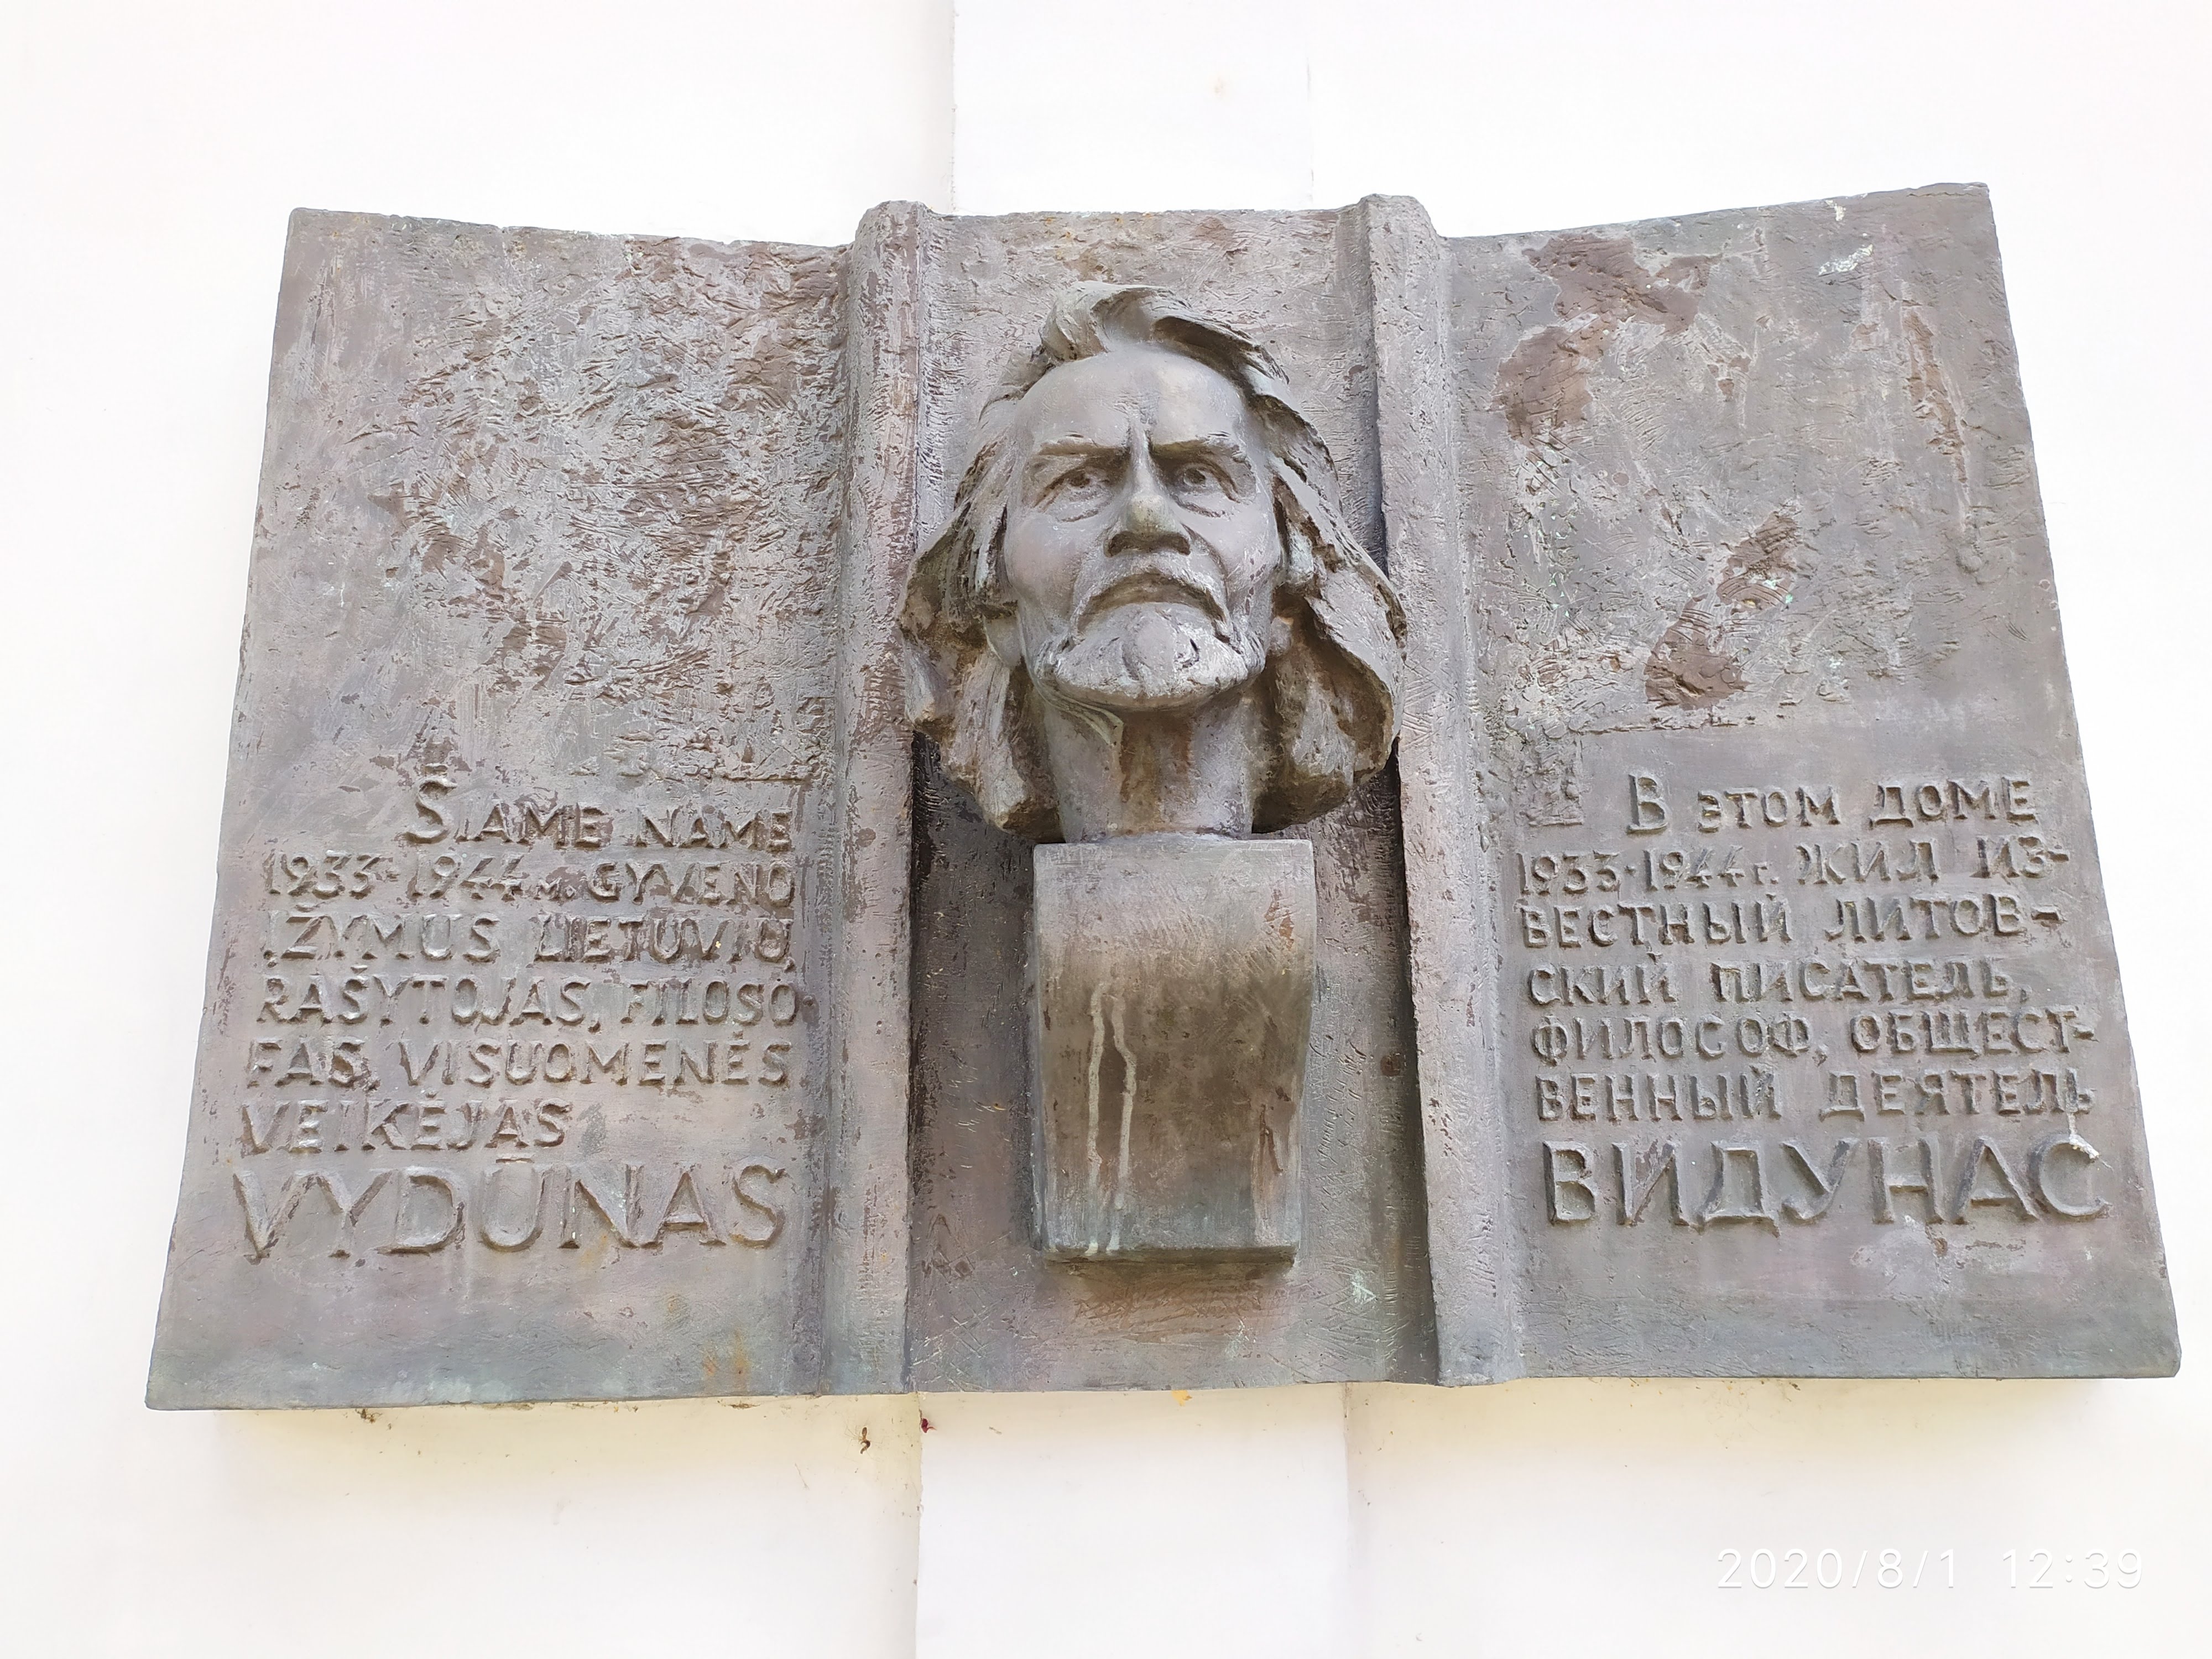 ŠIAME NAME
1933-1944 M. GYVENO
ĮŽYMUS LIETUVIŲ
RAŠYTOJAS, FILOSO
FAS, VISUOMENĖS
VEIKĖJAS
VYDŪNAS
В ЭТОМ ДОМЕ
1933-1944 г. ЖИЛ ИЗ-
ВЕСТНЫЙ ЛИТОВ-
СКИЙ ПИСАТЕЛЬ,
ФИЛОСОФ, ОБЩЕСТ-
ВЕННЫЙ ДЕЯТЕЛЬ
ВИДУНАС
2020/8/1 12:39